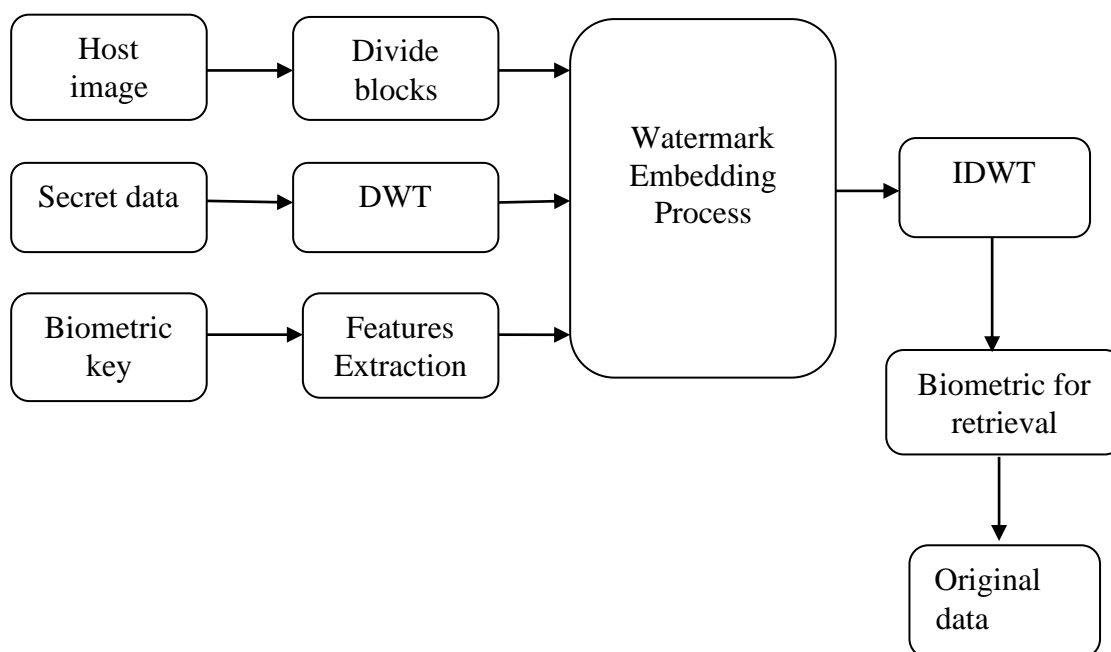 Host
image
Divide
blocks
Watermark
Embedding
Process
IDWT
Secret data
DWT
Biometric
key
Features
Extraction
Biometric for
retrieval
Original
data